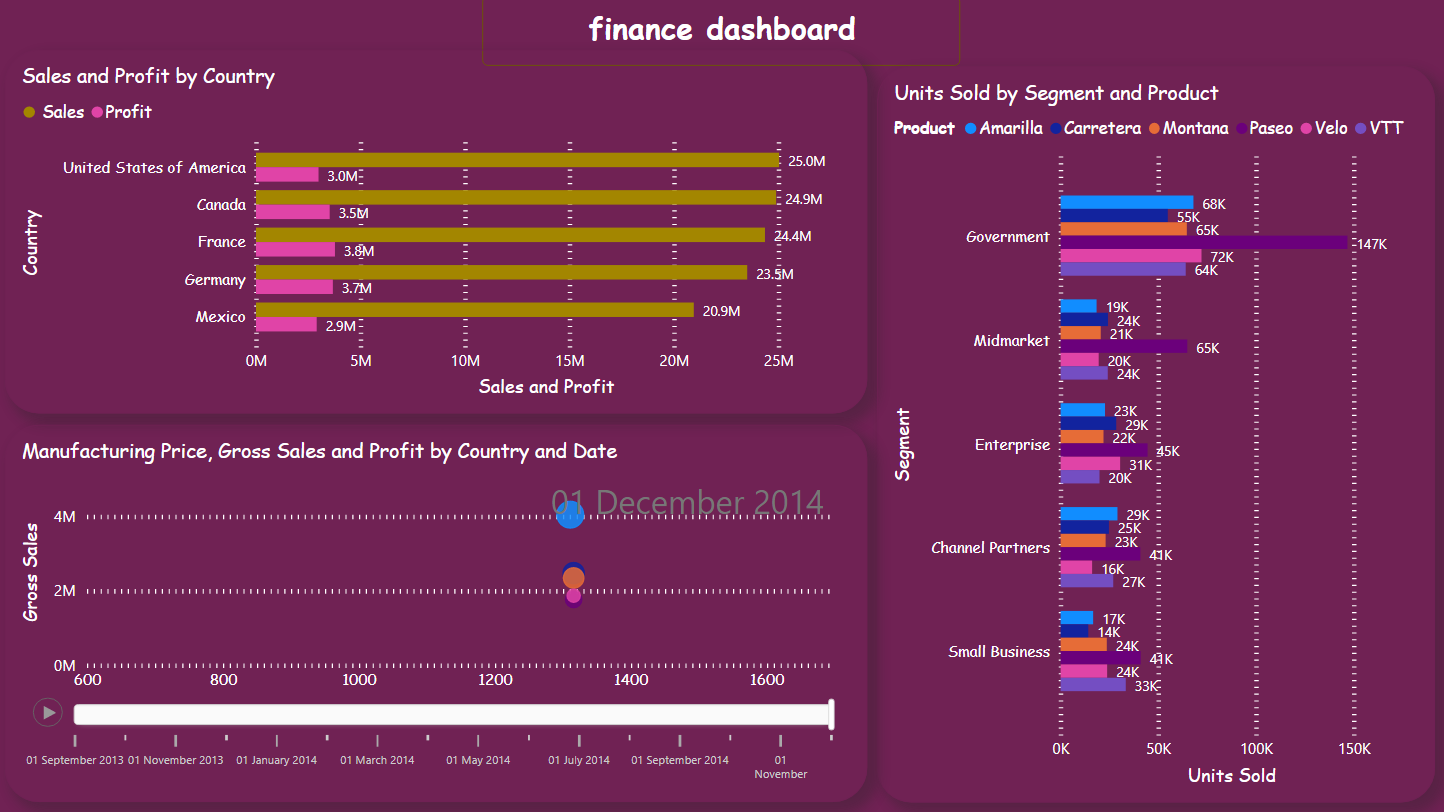 finance dashboard
Sales and Profit by Country
Sales Profit
Country
United States of America 25.0M
3.0M
Canada 24.9M
3.5M
France 24.4M
3.8M
Germany 23.5M
3.7M
Mexico 20.9M
2.9M
0M 5M 10M 15M 20M 25M
Sales and Profit
Manufacturing Price, Gross Sales and Profit by Country and Date
01 December 2014
Gross Sales
4M
2M
0M
600 800 1000 1200 1400 1600
01 September 2013 01 November 2013 01 January 2014 01 March 2014 01 May 2014 01 July 2014 01 September 2014 01
November
Units Sold by Segment and Product
Product Amarilla Carretera Montana Paseo Velo VTT
Segment
Government
68K
55K
65K
147K
72K
64K
Midmarket
19K
24K
21K
65K
20K
24K
Enterprise
23K
29K
22K
45K
31K
20K
Channel Partners
29K
25K
23K
41K
16K
27K
Small Business
17K
14K
24K
41K
24K
33K
0K 50K 100K 150K
Units Sold